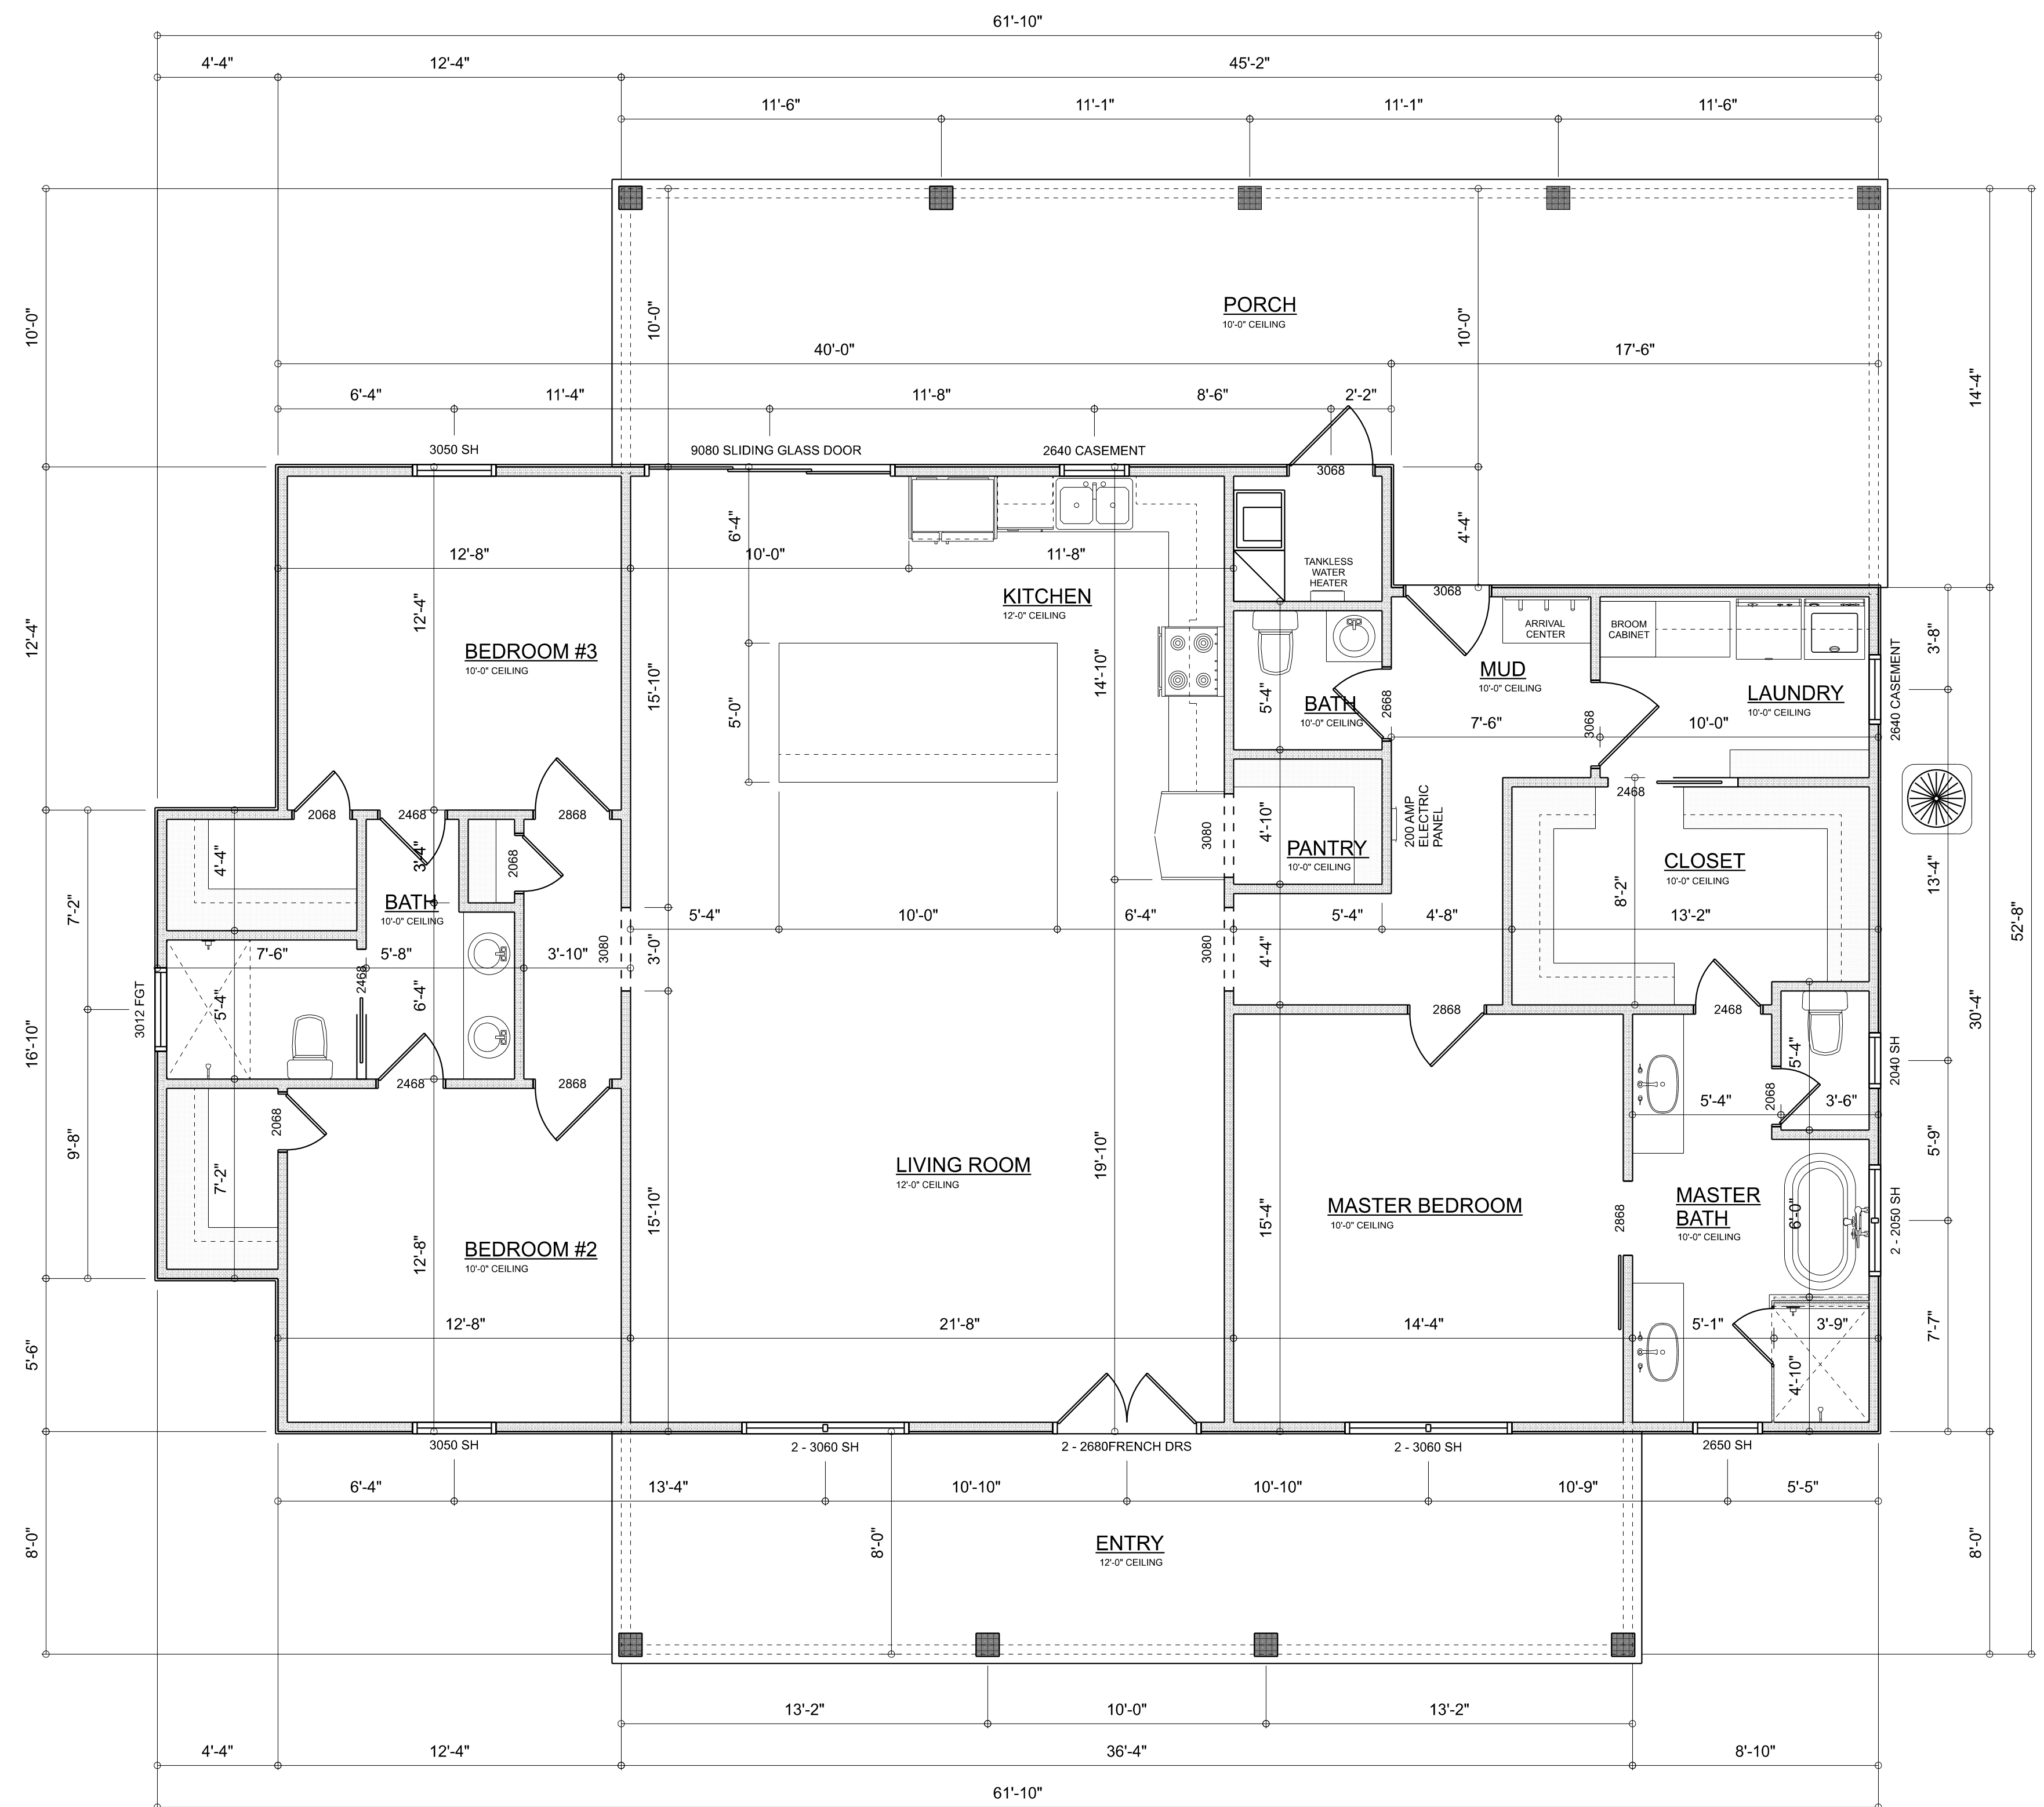 61'-10"
4'-4" 12'-4" 45'-2"
11'-6" 11'-1" 11'-1" 11'-6"
PORCH
10'-0" CEILING
10'-0" 10'-0" 10'-0" 14'-4"
40'-0" 17'-6"
6'-4" 11'-4" 11'-8" 8'-6" 2'-2"
3050 SH 9080 SLIDING GLASS DOOR 2640 CASEMENT
3068
6'-4" 4'-4"
12'-8" 10'-0" 11'-8"
TANKLESS
WATER
HEATER
3068
KITCHEN
12'-0" CEILING
12'-4" 12'-4"
ARRIVAL
CENTER
BROOM
CABINET
3'-8"
2640 CASEMENT
BEDROOM #3
10'-0" CEILING
15'-10" 5'-0" 14'-10" 5'-4"
BATH
10'-0" CEILING
2668
MUD
10'-0" CEILING
7'-6" 3068
LAUNDRY
10'-0" CEILING
10'-0"
2468
2068 2468 2868
4'-4" 3'-4" 2068
3080 4'-10"
PANTRY
10'-0" CEILING
200 AMP
ELECTRIC
PANEL
CLOSET
10'-0" CEILING
8'-2" 13'-2" 13'-4"
BATH
10'-0" CEILING
7'-2"
5'-4" 10'-0" 6'-4" 5'-4" 4'-8"
52'-8"
7'-6" 5'-8" 3'-10" 3080 3'-0" 3080 4'-4"
2468
3012 FGT 5'-4" 6'-4"
2868 2468
16'-10" 30'-4"
5'-4" 2040 SH
2468 2868
2068 5'-4" 2068 3'-6"
9'-8" 7'-2" 19'-10" 5'-9"
LIVING ROOM
12'-0" CEILING
MASTER BEDROOM
10'-0" CEILING
15'-10" 15'-4" 2868
MASTER
BATH
10'-0" CEILING
6'-0" 2 - 2050 SH
BEDROOM #2
10'-0" CEILING
12'-8"
12'-8" 21'-8" 14'-4" 5'-1" 3'-9"
5'-6" 7'-7"
4'-10"
3050 SH 2 - 3060 SH 2 - 2680FRENCH DRS 2 - 3060 SH 2650 SH
6'-4" 13'-4" 10'-10" 10'-10" 10'-9" 5'-5"
8'-0" 8'-0" 8'-0"
ENTRY
12'-0" CEILING
13'-2" 10'-0" 13'-2"
4'-4" 12'-4" 36'-4" 8'-10"
61'-10"